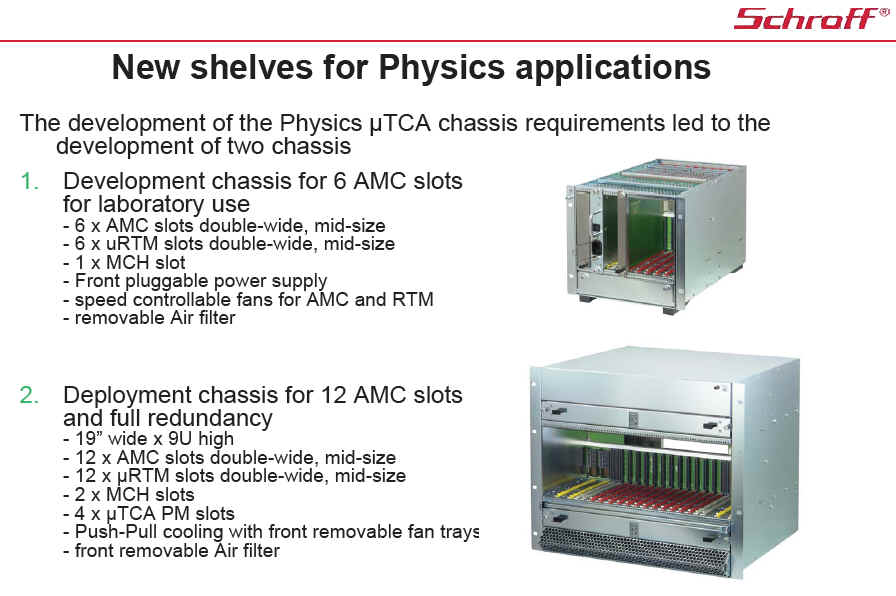 Schroff®
New shelves for Physics applications
The development of the Physics µTCA chassis requirements led to the
development of two chassis
1. Development chassis for 6 AMC slots
for laboratory use
- 6 x AMC slots double-wide, mid-size
- 6 x uRTM slots double-wide, mid-size
- 1 x MCH slot
- Front pluggable power supply
- speed controllable fans for AMC and RTM
- removable Air filter
2. Deployment chassis for 12 AMC slots
and full redundancy
- 19” wide x 9U high
- 12 x AMC slots double-wide, mid-size
- 12 x µRTM slots double-wide, mid-size
- 2 x MCH slots
- 4 x µTCA PM slots
- Push-Pull cooling with front removable fan trays
- front removable Air filter